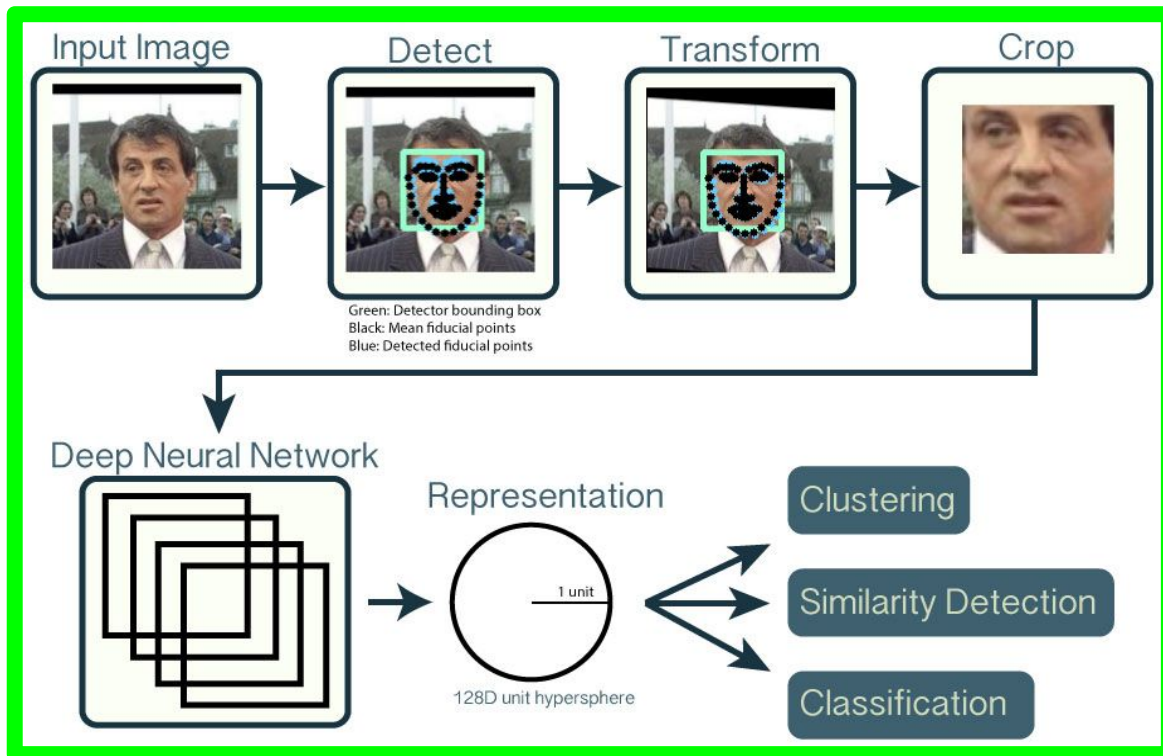 Input Image
Detect
Transform
Crop
Green: Detector bounding box
Black: Mean fiducial points
Blue: Detected fiducial points
Deep Neural Network
Representation
1 unit
128D unit hypersphere
Clustering
Similarity Detection
Classification